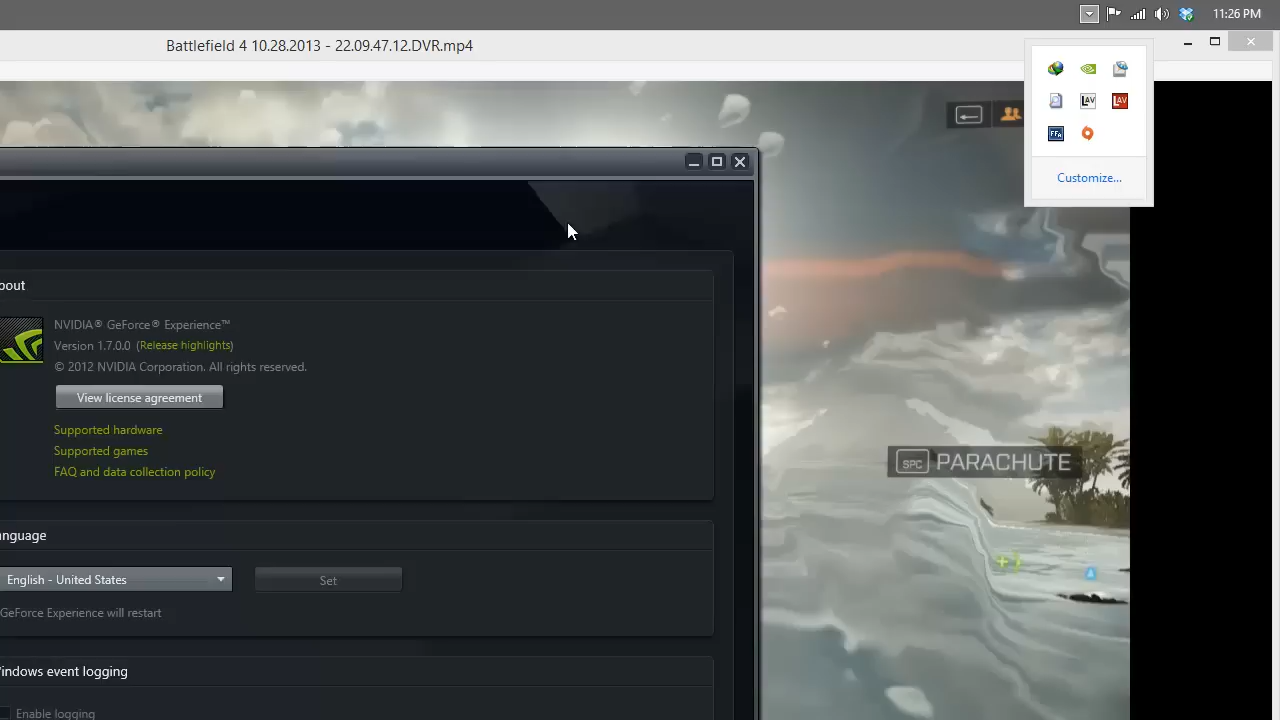 11:26 PM
Battlefield 4 10.28.2013 - 22.09.47.12.DVR.mp4
LAV
LAV
FFa
Customize...
bout
NVIDIA® GeForce® Experience™
Version 1.7.0.0 (Release highlights)
© 2012 NVIDIA Corporation. All rights reserved.
View license agreement
Supported hardware
Supported games
FAQ and data collection policy
SPC PARACHUTE
nguage
English - United States
Set
GeForce Experience will restart
indows event logging
Enable logging